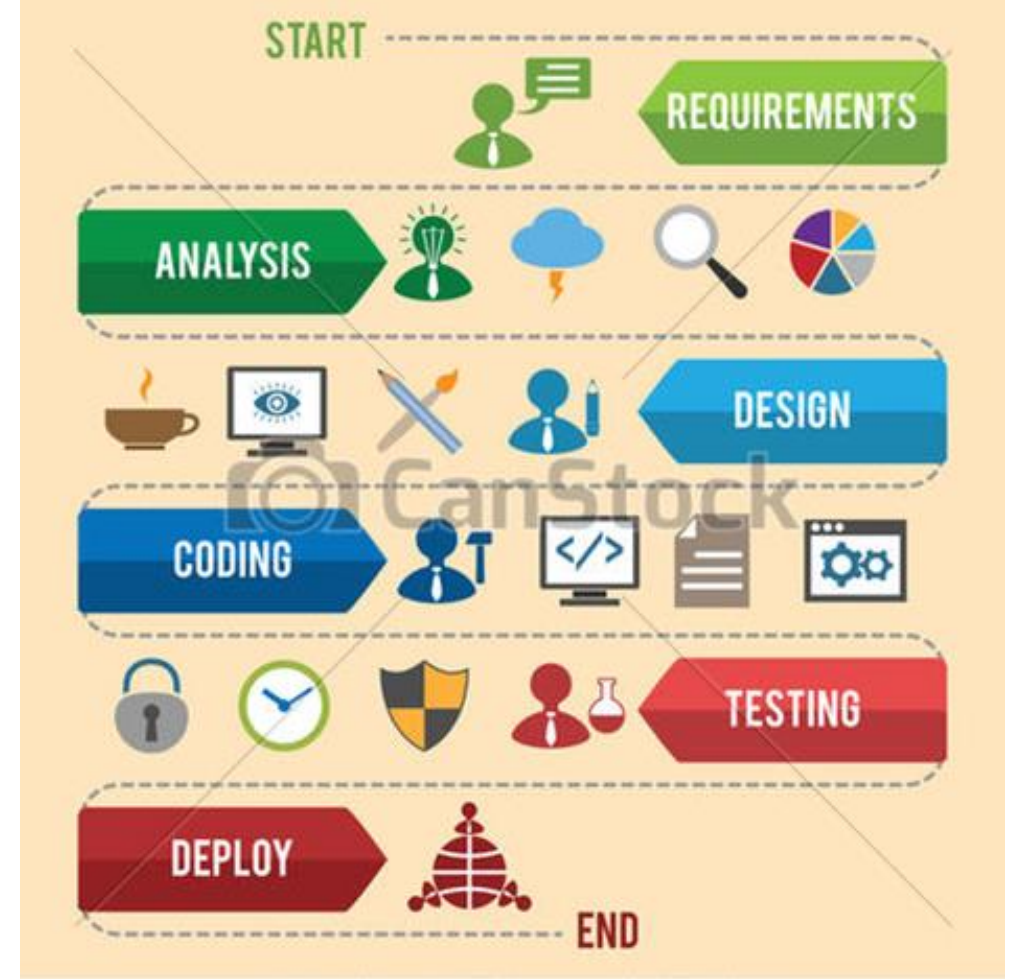 START
REQUIREMENTS
ANALYSIS
DESIGN
CanStock
CODING
</>
TESTING
DEPLOY
END